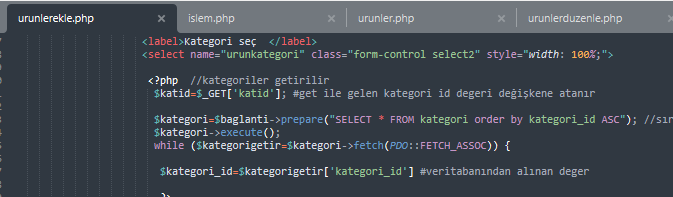 urunlerekle.php × islem.php × urunler.php × urunlerduzenle.php ×
<label>Kategori seç </label>
<select name="urunkategori" class="form-control select2" style="width: 100%;">
<?php //kategoriler getirilir
$katid=$_GET['katid']; #get ile gelen kategori id degeri değişkene atanır
$kategori=$baglanti->prepare("SELECT * FROM kategori order by kategori_id ASC"); //sır
$kategori->execute();
while ($kategorigetir=$kategori->fetch(PDO::FETCH_ASSOC)) {
$kategori_id=$kategorigetir['kategori_id'] #veritabanından alınan deger
?>